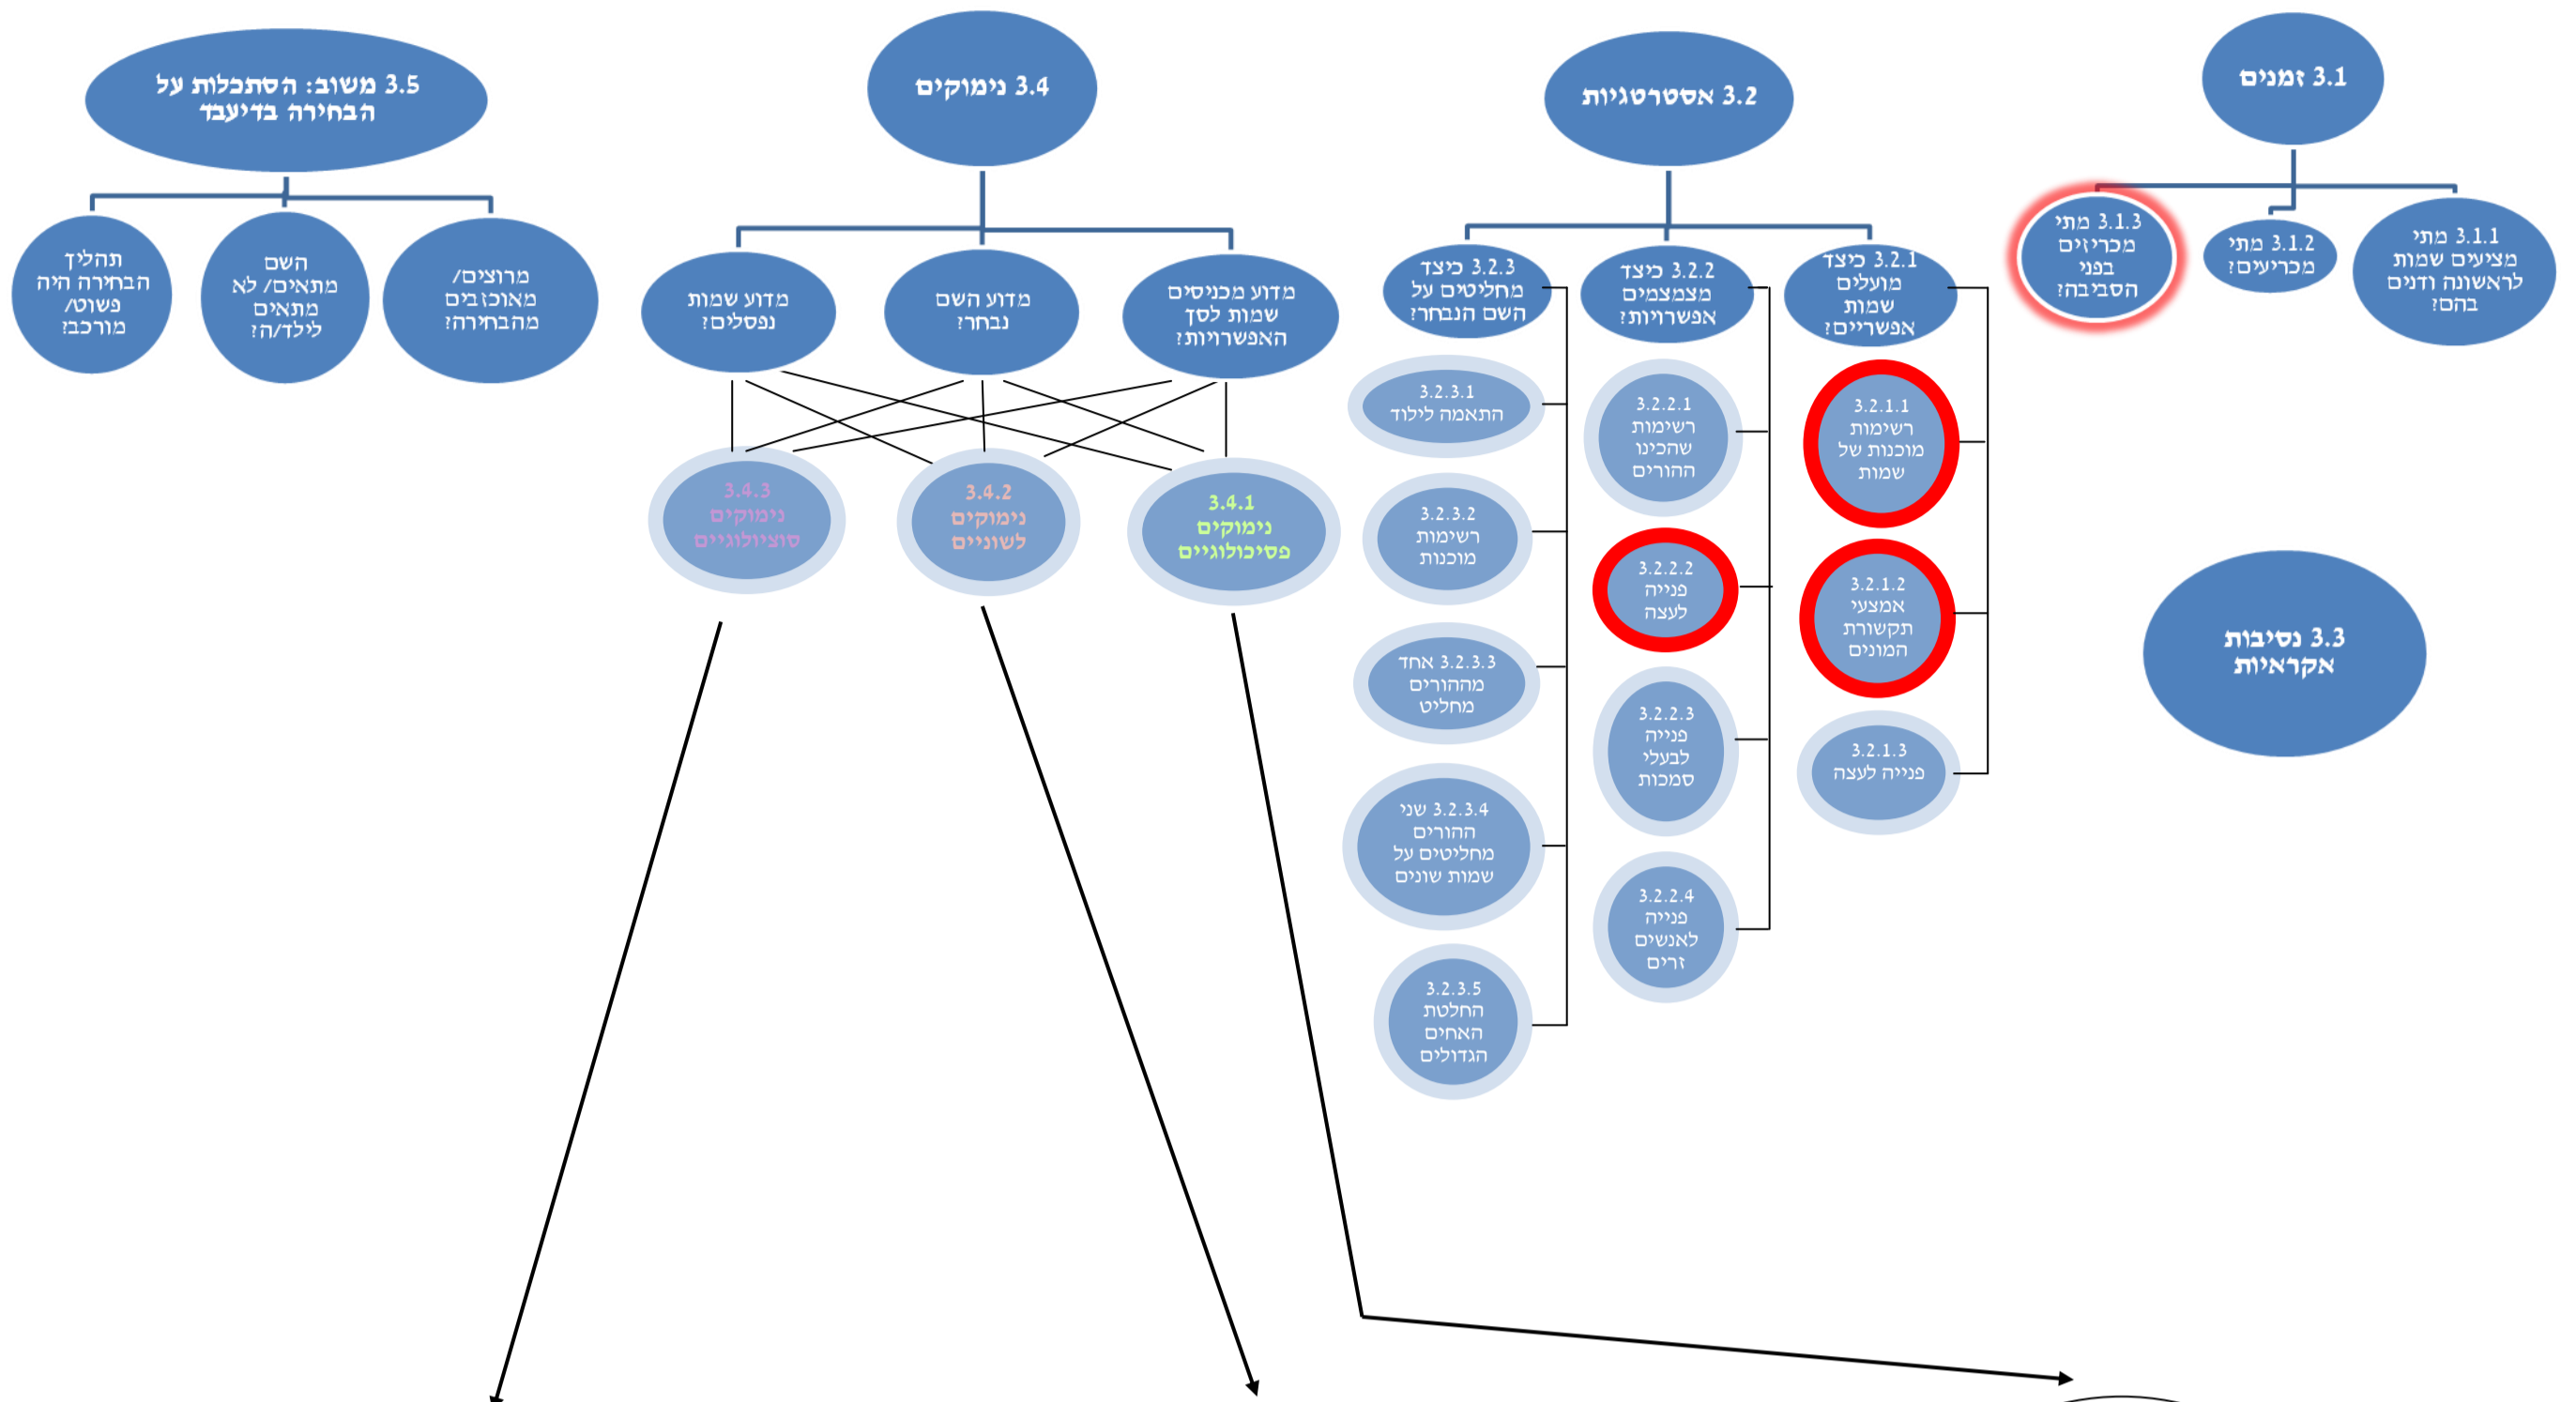 3.1 זמנים
3.1.1 מתי
מציעים שמות
לראשונה ודנים
בהם?
3.1.2 מתי
מכריעים?
3.1.3 מתי
מכריזים
בפני
הסביבה?
3.2 אסטרטגיות
3.2.1 כיצד
מועלים
שמות
אפשריים?
3.2.1.1
רשימות
מוכנות של
שמות
3.2.1.2
אמצעי
תקשורת
המונים
3.2.1.3
פנייה לעצה
3.2.2 כיצד
מצמצמים
אפשרויות?
3.2.2.1
רשימות
שהכינו
ההורים
3.2.2.2
פנייה
לעצה
3.2.2.3
פנייה
לבעלי
סמכות
3.2.2.4
פנייה
לאנשים
זרים
3.2.3 כיצד
מחליטים על
השם הנבחר?
3.2.3.1
התאמה לילוד
3.2.3.2
רשימות
מוכנות
3.2.3.3 אחד
מההורים
מחליט
3.2.3.4 שני
ההורים
מחליטים על
שמות שונים
3.2.3.5
החלטת
האחים
הגדולים
3.3 נסיבות
אקראיות
3.4 נימוקים
מדוע מכניסים
שמות לסך
האפשרויות?
מדוע השם
נבחר?
מדוע שמות
נפסלים?
3.4.1
נימוקים
פסיכולוגיים
3.4.2
נימוקים
לשוניים
3.4.3
נימוקים
סוציולוגיים
3.5 משוב: הסתכלות על
הבחירה בדיעבד
מרוצים/
מאוכזבים
מהבחירה?
השם
מתאים/ לא
מתאים
לילד/ה?
תהליך
הבחירה היה
פשוט/
מורכב?